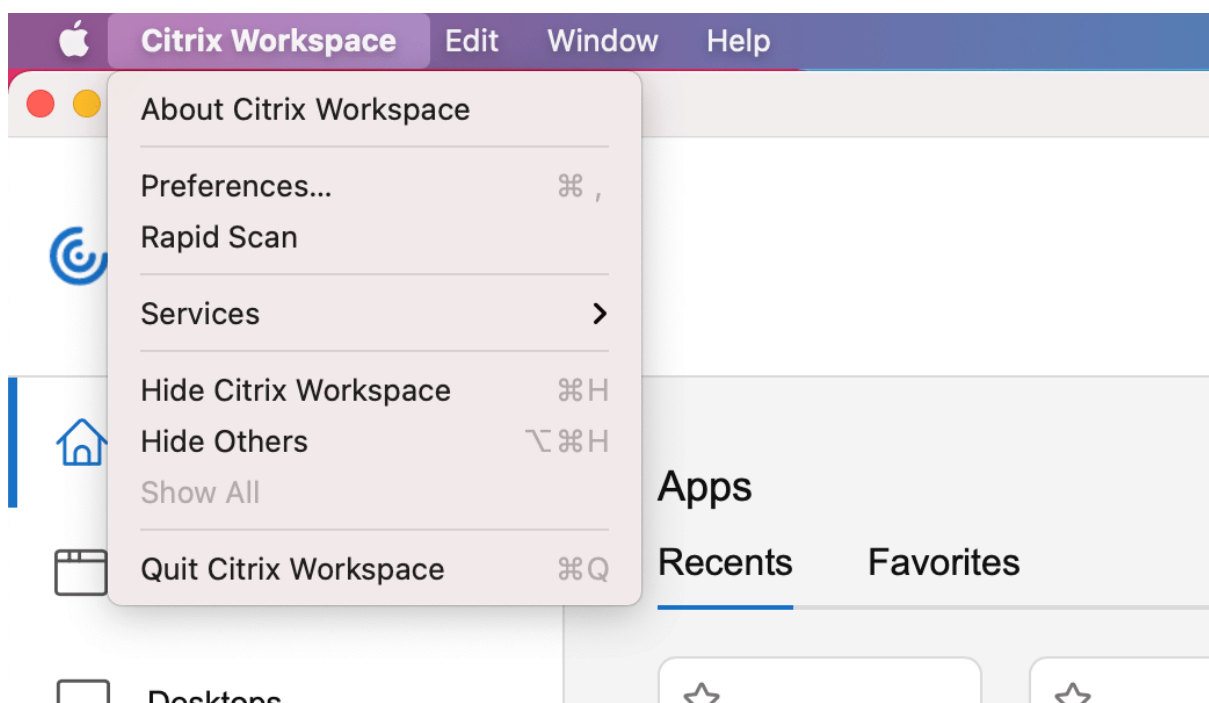 Citrix Workspace Edit Window Help
About Citrix Workspace
Preferences... ⌘ ,
Rapid Scan
Services
Hide Citrix Workspace ⌘H
Hide Others ⌥⌘H
Show All
Quit Citrix Workspace ⌘Q
Apps
Recents Favorites
Desktops